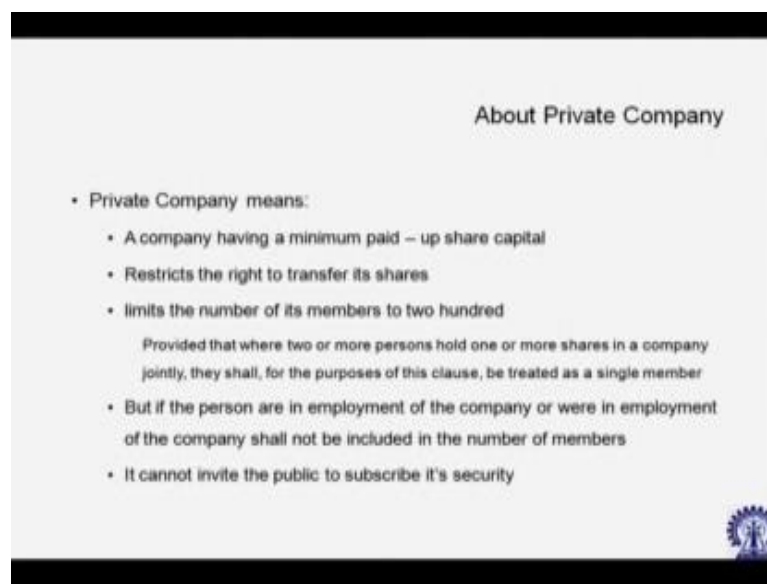 About Private Company
• Private Company means:
• A company having a minimum paid – up share capital
• Restricts the right to transfer its shares
• limits the number of its members to two hundred
Provided that where two or more persons hold one or more shares in a company
jointly, they shall, for the purposes of this clause, be treated as a single member
• But if the person are in employment of the company or were in employment
of the company shall not be included in the number of members
• It cannot invite the public to subscribe it's security